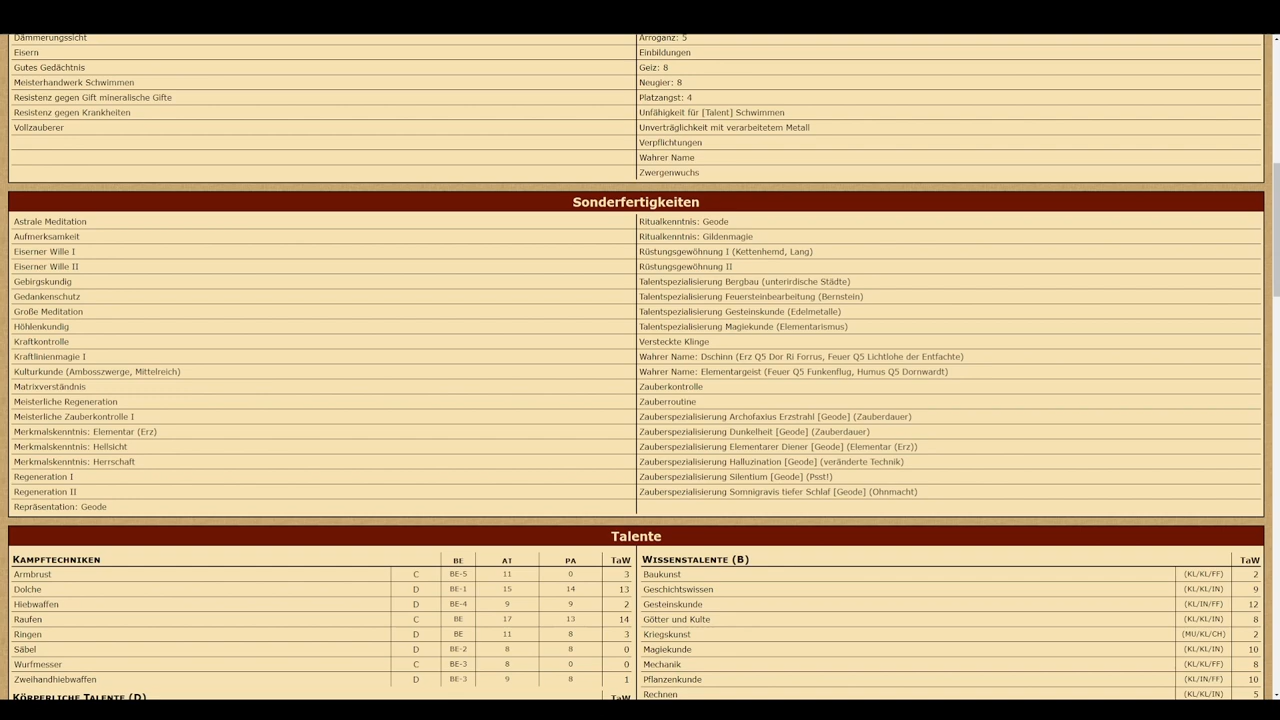 Dämmerungssicht
Eisern
Gutes Gedächtnis
Meisterhandwerk Schwimmen
Resistenz gegen Gift mineralische Gifte
Resistenz gegen Krankheiten
Vollzauberer
Arroganz: 5
Einbildungen
Geiz: 8
Neugier: 8
Platzangst: 4
Unfähigkeit für [Talent] Schwimmen
Unverträglichkeit mit verarbeitetem Metall
Verpflichtungen
Wahrer Name
Zwergenwuchs
Sonderfertigkeiten
Astrale Meditation
Aufmerksamkeit
Eiserner Wille I
Eiserner Wille II
Gebirgskundig
Gedankenschutz
Große Meditation
Höhlenkundig
Kraftkontrolle
Kraftlinienmagie I
Kulturkunde (Ambosszwerge, Mittelreich)
Matrixverständnis
Meisterliche Regeneration
Meisterliche Zauberkontrolle I
Merkmalskenntnis: Elementar (Erz)
Merkmalskenntnis: Hellsicht
Merkmalskenntnis: Herrschaft
Regeneration I
Regeneration II
Repräsentation: Geode
Ritualkenntnis: Geode
Ritualkenntnis: Gildenmagie
Rüstungsgewöhnung I (Kettenhemd, Lang)
Rüstungsgewöhnung II
Talentspezialisierung Bergbau (unterirdische Städte)
Talentspezialisierung Feuersteinbearbeitung (Bernstein)
Talentspezialisierung Gesteinskunde (Edelmetalle)
Talentspezialisierung Magiekunde (Elementarismus)
Versteckte Klinge
Wahrer Name: Dschinn (Erz Q5 Dor Ri Forrus, Feuer Q5 Lichtlohe der Entfachte)
Wahrer Name: Elementargeist (Feuer Q5 Funkenflug, Humus Q5 Dornwardt)
Zauberkontrolle
Zauberroutine
Zauberspezialisierung Archofaxius Erzstrahl [Geode] (Zauberdauer)
Zauberspezialisierung Dunkelheit [Geode] (Zauberdauer)
Zauberspezialisierung Elementarer Diener [Geode] (Elementar (Erz))
Zauberspezialisierung Halluzination [Geode] (veränderte Technik)
Zauberspezialisierung Silentium [Geode] (Psst!)
Zauberspezialisierung Somnigravis tiefer Schlaf [Geode] (Ohnmacht)
Talente
Kampftechniken BE AT PA TaW
Armbrust C BE-5 11 0 3
Dolche D BE-1 15 14 13
Hiebwaffen D BE-4 9 9 2
Raufen C BE 17 13 14
Ringen D BE 11 8 3
Säbel D BE-2 8 8 0
Wurfmesser C BE-3 8 0 0
Zweihandhiebwaffen D BE-3 9 8 1
Körperliche Talente (D) TaW
Wissenstalente (B) TaW
Baukunst (KL/KL/FF) 2
Geschichtswissen (KL/KL/IN) 9
Gesteinskunde (KL/IN/FF) 12
Götter und Kulte (KL/KL/IN) 8
Kriegskunst (MU/KL/CH) 2
Magiekunde (KL/KL/IN) 10
Mechanik (KL/KL/FF) 8
Pflanzenkunde (KL/IN/FF) 10
Rechnen (KL/KL/IN) 5